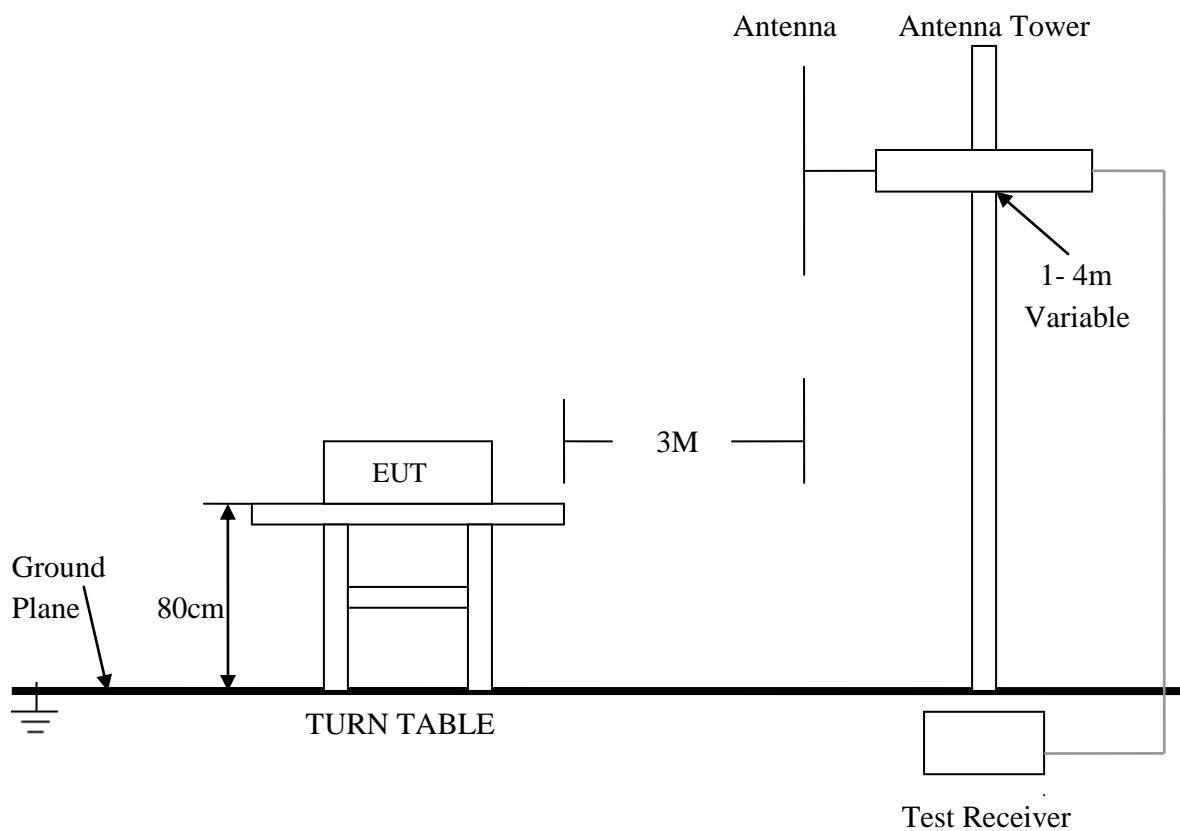 Antenna
Antenna Tower
1- 4m
Variable
3M
EUT
Ground
Plane
80cm
TURN TABLE
Test Receiver